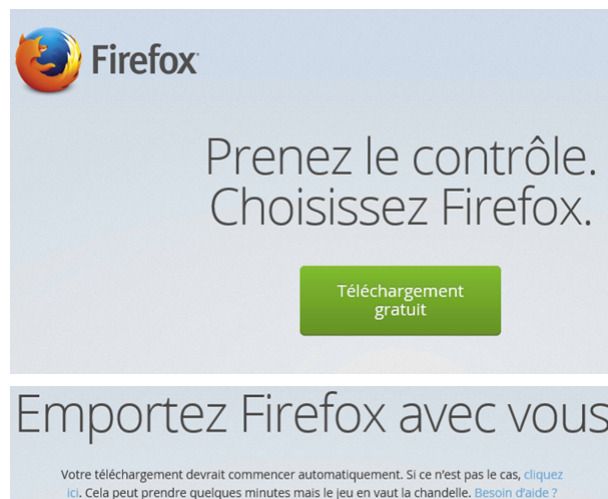 Firefox
Prenez le contrôle.
Choisissez Firefox.
Téléchargement
gratuit
Emportez Firefox avec vous
Votre téléchargement devrait commencer automatiquement. Si ce n'est pas le cas, cliquez
ici. Cela peut prendre quelques minutes mais le jeu en vaut la chandelle. Besoin d'aide ?